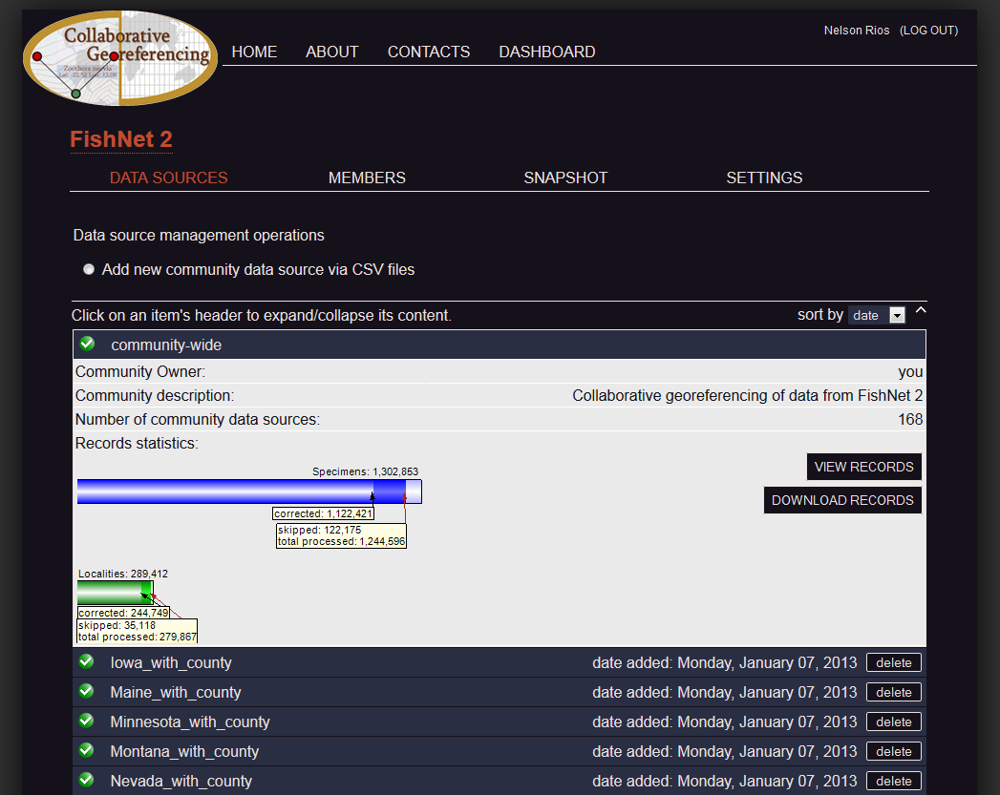 Collaborative
Georeferencing
Nelson Rios (LOG OUT)
HOME ABOUT CONTACTS DASHBOARD
FishNet 2
DATA SOURCES MEMBERS SNAPSHOT SETTINGS
Data source management operations
Add new community data source via CSV files
Click on an item's header to expand/collapse its content. sort by date
community-wide
Community Owner: you
Community description: Collaborative georeferencing of data from FishNet 2
Number of community data sources: 168
Records statistics:
VIEW RECORDS
Specimens: 1,302,853
DOWNLOAD RECORDS
corrected: 1,122,421
skipped: 122,175
total processed: 1,244,596
Localities: 289,412
corrected: 244,749
skipped: 35,118
total processed: 279,867
Iowa_with_county date added: Monday, January 07, 2013 delete
Maine_with_county date added: Monday, January 07, 2013 delete
Minnesota_with_county date added: Monday, January 07, 2013 delete
Montana_with_county date added: Monday, January 07, 2013 delete
Nevada_with_county date added: Monday, January 07, 2013 delete